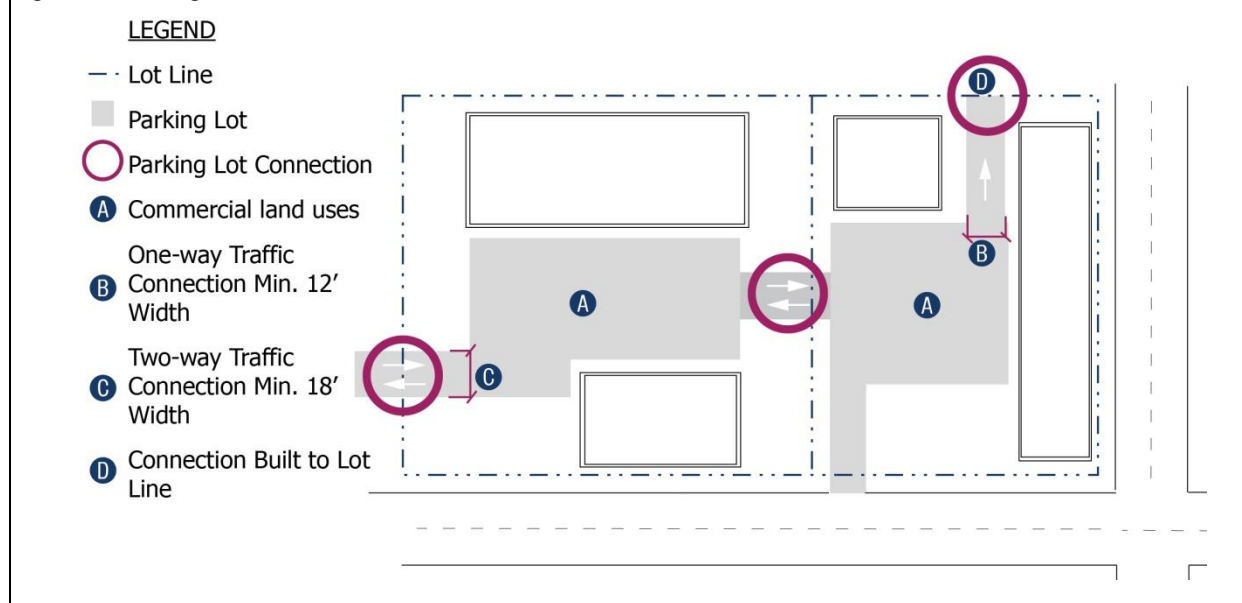 LEGEND
Lot Line
Parking Lot
Parking Lot Connection
A Commercial land uses
One-way Traffic
B Connection Min. 12’
Width
Two-way Traffic
C Connection Min. 18’
Width
D Connection Built to Lot
Line
D
B
A
A
C